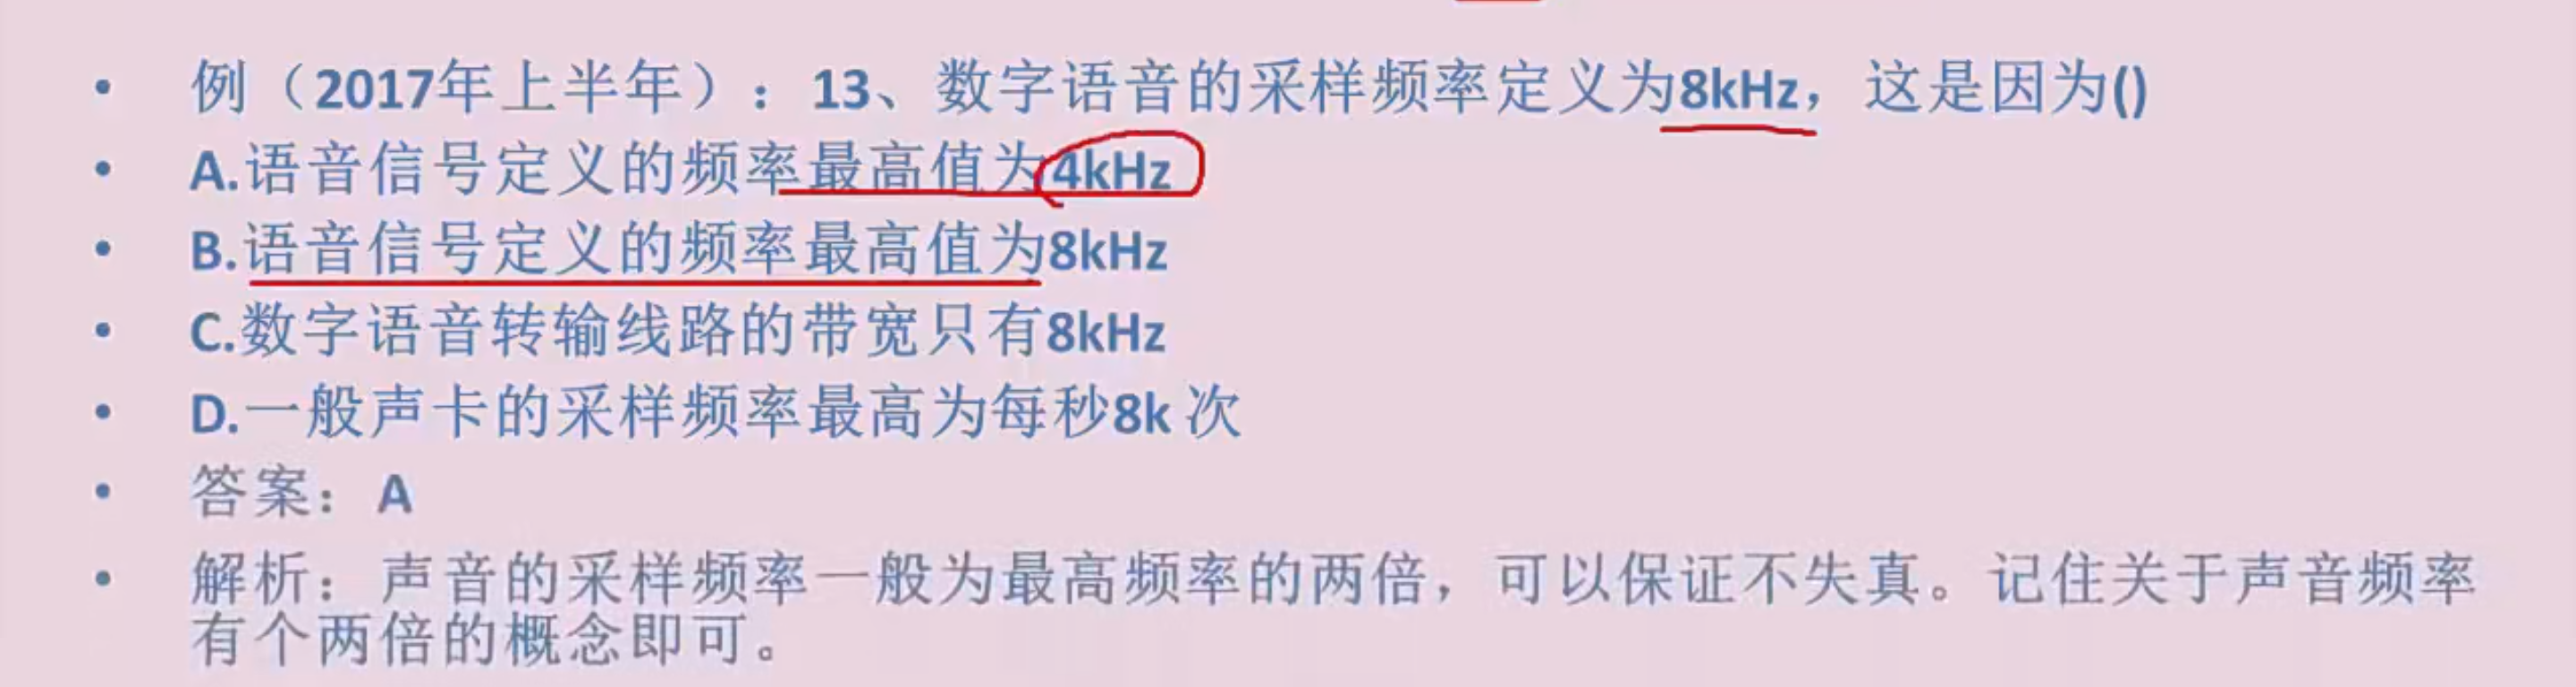 • 例（2017年上半年）：13、数字语音的采样频率定义为8kHz，这是因为()
• A.语音信号定义的频率最高值为4kHz
• B.语音信号定义的频率最高值为8kHz
• C.数字语音转输线路的带宽只有8kHz
• D.一般声卡的采样频率最高为每秒8k 次
• 答案：A
• 解析：声音的采样频率一般为最高频率的两倍，可以保证不失真。记住关于声音频率
有个两倍的概念即可。